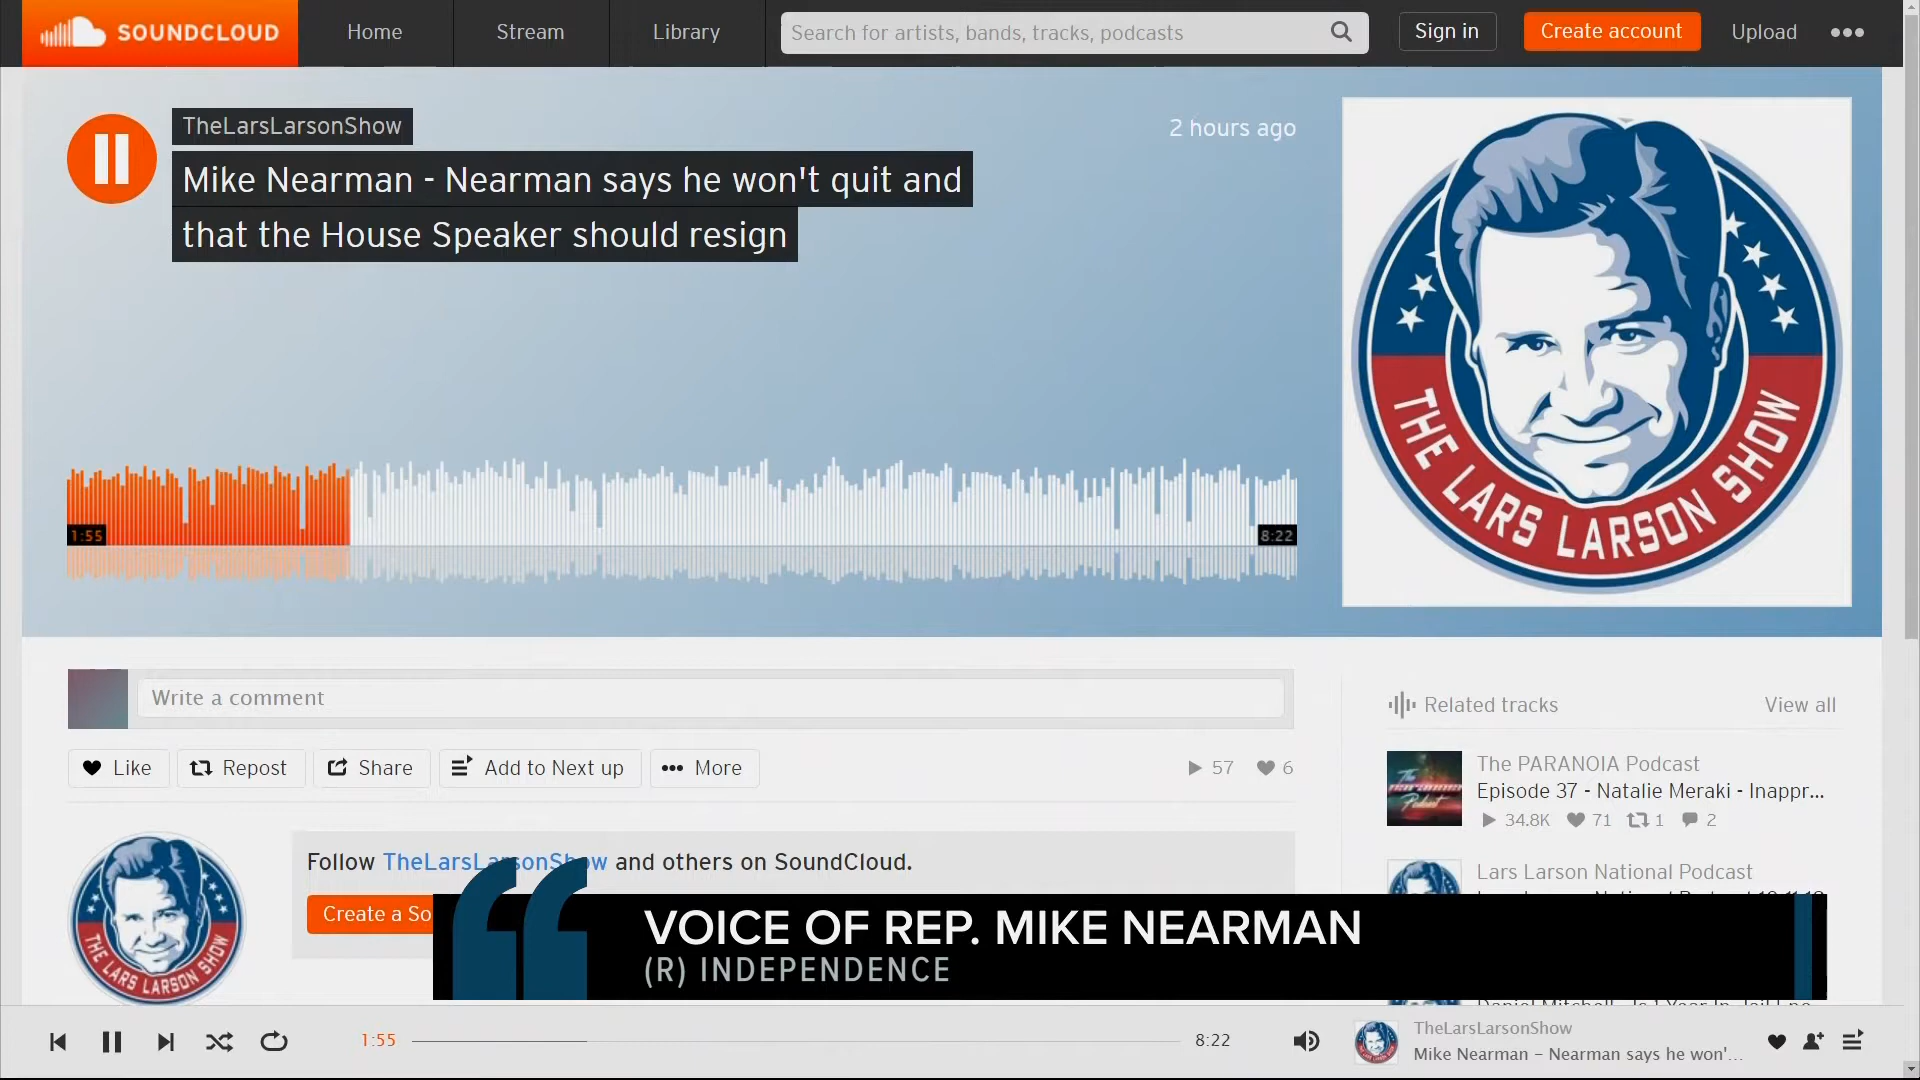 SOUNDCLOUD
Home
Stream
Library
Search for artists, bands, tracks, podcasts
Sign in
Create account
Upload
TheLarsLarsonShow
2 hours ago
Mike Nearman - Nearman says he won't quit and
that the House Speaker should resign
1:55
8:22
THE LARS LARSON SHOW
Write a comment
Like
Repost
Share
Add to Next up
More
57
6
Related tracks
View all
The PARANOIA Podcast
Episode 37 - Natalie Meraki - Inappr...
34.8K
71
1
2
Lars Larson National Podcast
Follow TheLarsLarsonShow and others on SoundCloud.
Create a So
THE LARS LARSON SHOW
VOICE OF REP. MIKE NEARMAN
(R) INDEPENDENCE
1:55
8:22
TheLarsLarsonShow
Mike Nearman – Nearman says he won'...